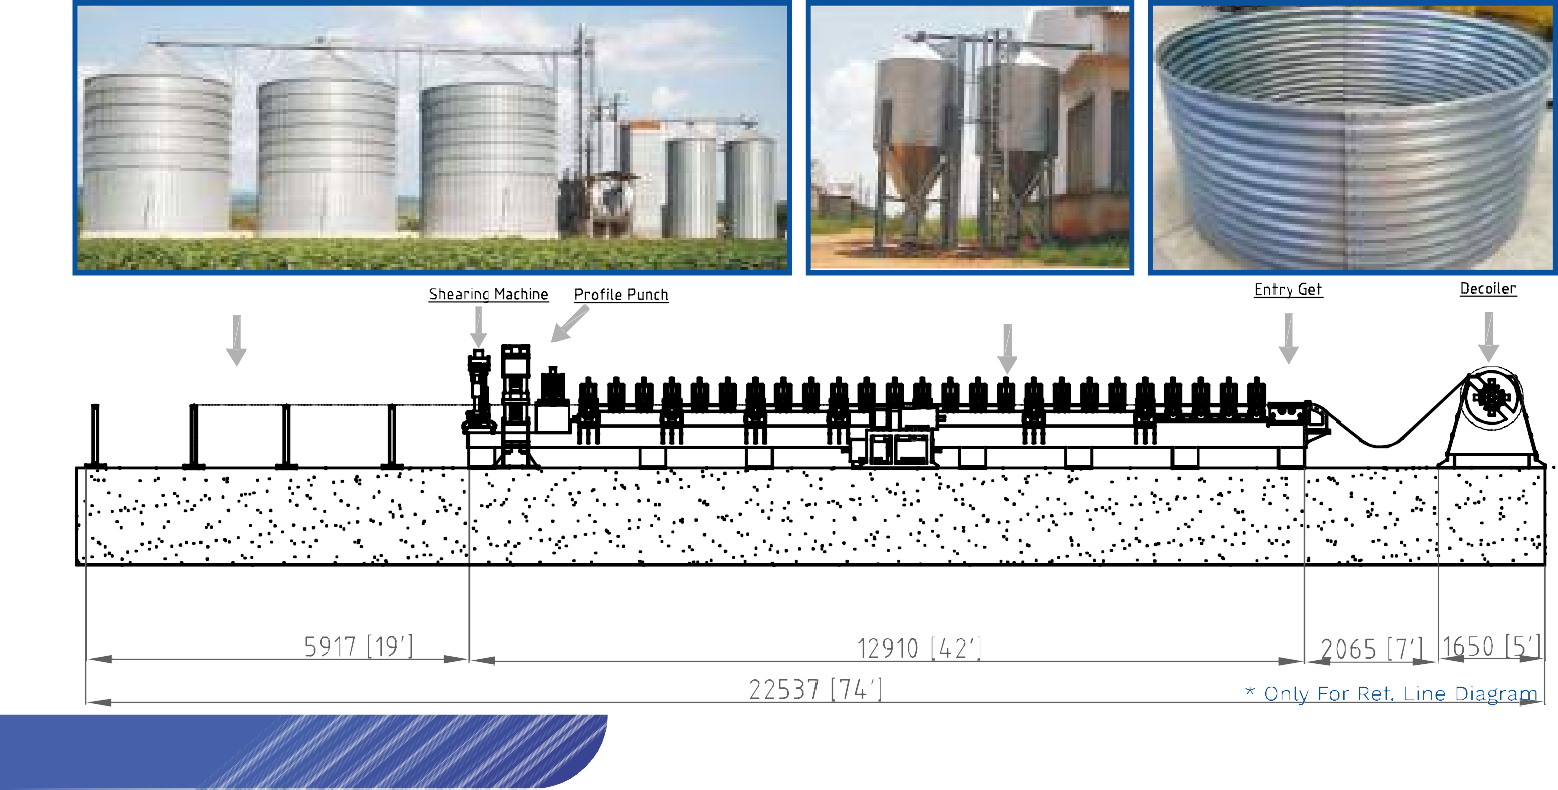 Shearing Machine
Profile Punch
Entry Get
Decoiler
5917 [19']
12910 [42']
2065 [7']
1650 [5']
22537 [74']
* Only For Ref. Line Diagram